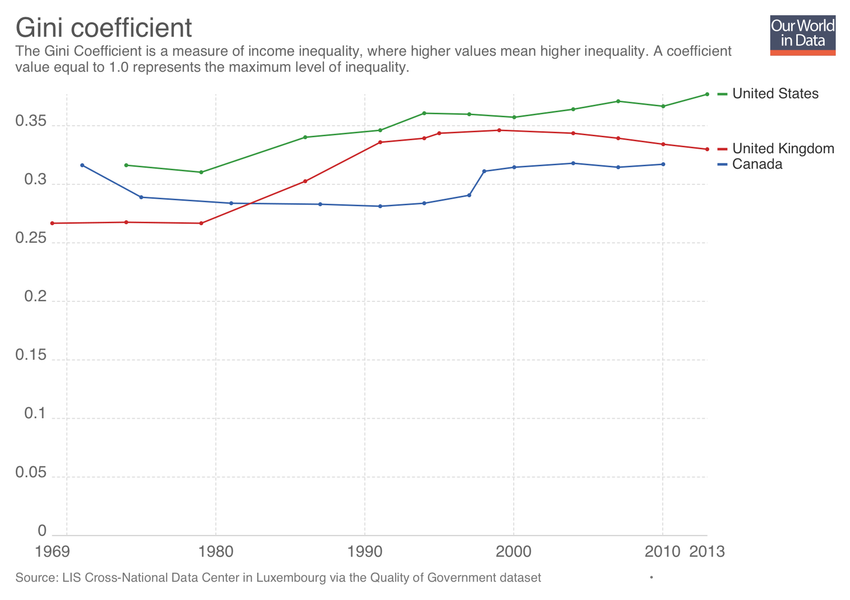 Gini coefficient
The Gini Coefficient is a measure of income inequality, where higher values mean higher inequality. A coefficient
value equal to 1.0 represents the maximum level of inequality.
Our World
in Data
United States
0.35
United Kingdom
Canada
0.3
0.25
0.2
0.15
0.1
0.05
0
1969 1980 1990 2000 2010 2013
Source: LIS Cross-National Data Center in Luxembourg via the Quality of Government dataset